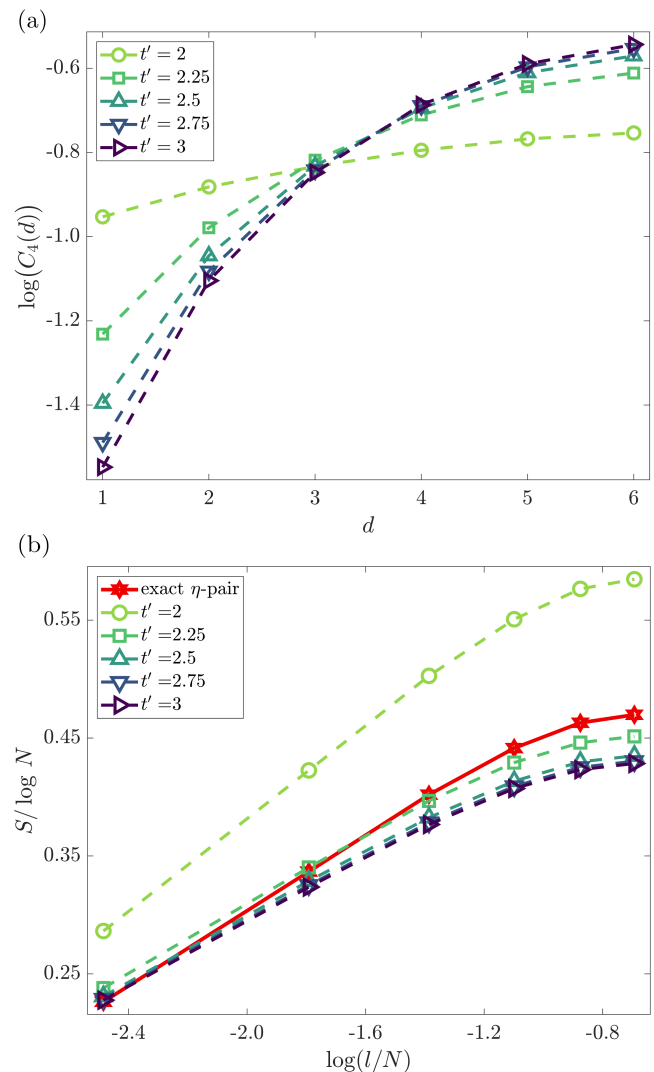 (a)
t′ = 2
t′ = 2.25
t′ = 2.5
t′ = 2.75
t′ = 3
-0.6
-0.8
-1.0
-1.2
-1.4
log(C₄(d))
1 2 3 4 5 6
d
(b)
exact η-pair
t′ =2
t′ =2.25
t′ =2.5
t′ =2.75
t′ =3
0.55
0.45
0.35
0.25
S/ log N
-2.4 -2.0 -1.6 -1.2 -0.8
log(l/N)